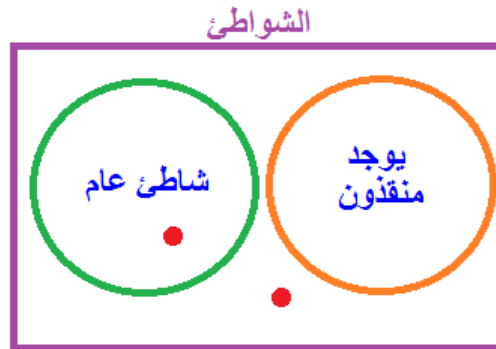 الشواطئ
يوجد
منقذون
شاطئ عام